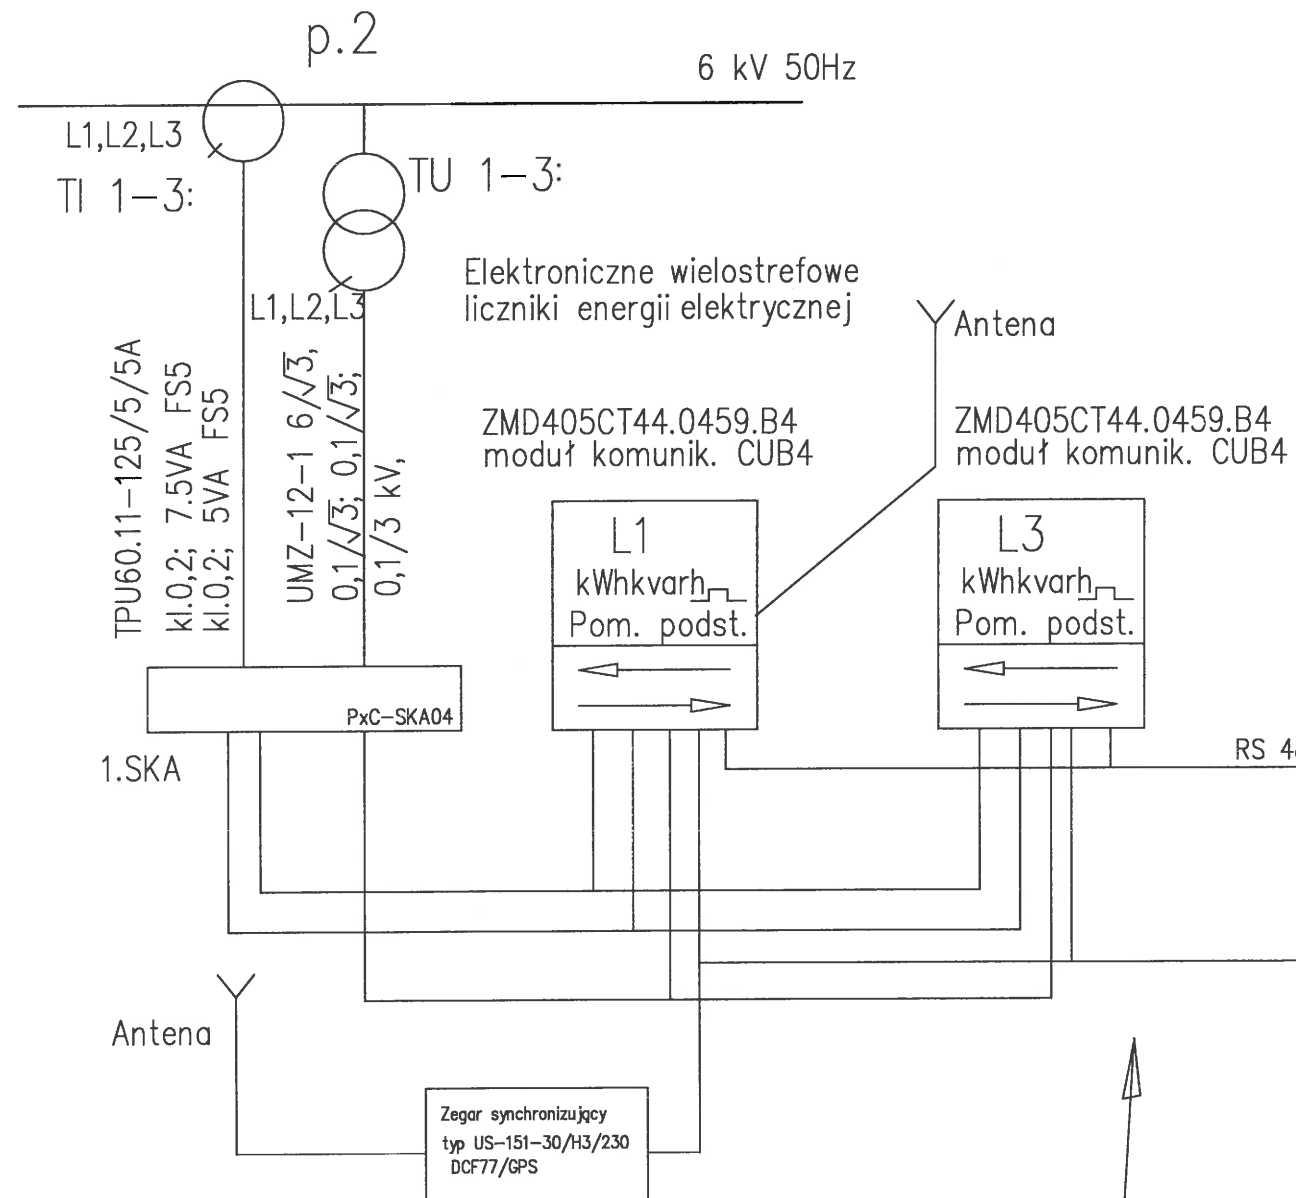 p.2
6 kV 50Hz
L1,L2,L3
TI 1-3:
TU 1-3:
L1,L2,L3
Elektroniczne wielostrefowe
liczniki energii elektrycznej
Antena
TPU60.11-125/5/5A
kl.0,2; 7.5VA FS5
kl.0,2; 5VA FS5
UMZ-12-1 6/√3,
0,1/√3; 0,1/√3;
0,1/3 kV,
ZMD405CT44.0459.B4
moduł komunik. CUB4
ZMD405CT44.0459.B4
moduł komunik. CUB4
L1
kWhkvarh
Pom. podst.
L3
kWhkvarh
Pom. podst.
PxC-SKA04
1.SKA
RS 4
Antena
Zegar synchronizujący
typ US-151-30/H3/230
DCF77/GPS